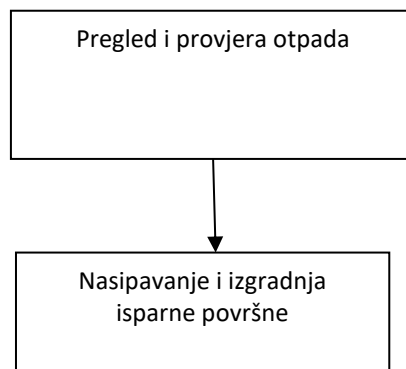 Pregled i provjera otpada
Nasipavanje i izgradnja
isparne površne